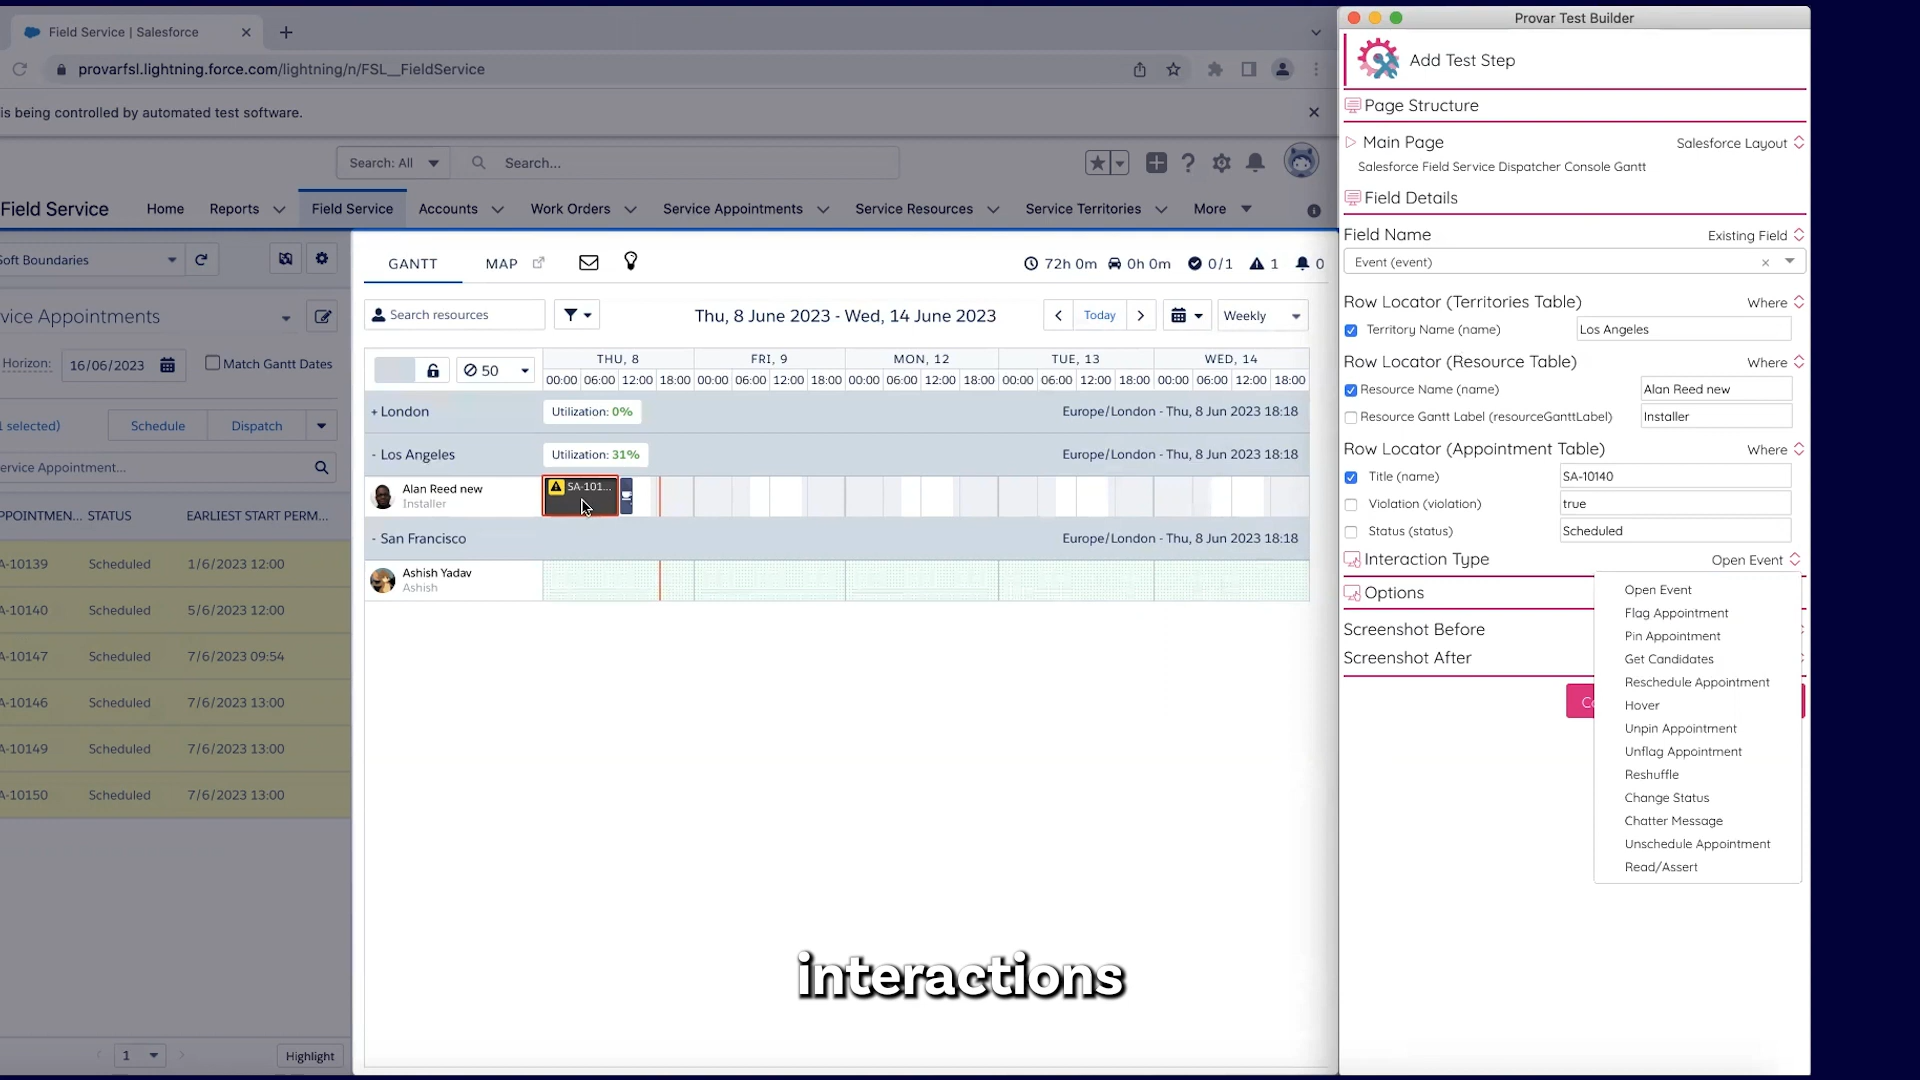 Field Service | Salesforce
provarfsl.lightning.force.com/lightning/n/FSL__FieldService
is being controlled by automated test software.
Search: All
Search...
Field Service
Home
Reports
Field Service
Accounts
Work Orders
Service Appointments
Service Resources
Service Territories
More
Soft Boundaries
vice Appointments
Horizon:
16/06/2023
Match Gantt Dates
selected)
Schedule
Dispatch
ervice Appointment...
PPOINTMEN... STATUS EARLIEST START PERM...
A-10139 Scheduled 1/6/2023 12:00
A-10140 Scheduled 5/6/2023 12:00
A-10147 Scheduled 7/6/2023 09:54
A-10146 Scheduled 7/6/2023 13:00
A-10149 Scheduled 7/6/2023 13:00
A-10150 Scheduled 7/6/2023 13:00
1
Highlight
GANTT
MAP
72h 0m
0h 0m
0/1
1
0
Search resources
Thu, 8 June 2023 - Wed, 14 June 2023
Today
Weekly
50
THU, 8 FRI, 9 MON, 12 TUE, 13 WED, 14
00:00 06:00 12:00 18:00 00:00 06:00 12:00 18:00 00:00 06:00 12:00 18:00 00:00 06:00 12:00 18:00 00:00 06:00 12:00 18:00
+ London Utilization: 0% Europe/London - Thu, 8 Jun 2023 18:18
- Los Angeles Utilization: 31% Europe/London - Thu, 8 Jun 2023 18:18
Alan Reed new
Installer
SA-101...
- San Francisco Europe/London - Thu, 8 Jun 2023 18:18
Ashish Yadav
Ashish
interactions
Provar Test Builder
Add Test Step
Page Structure
Main Page Salesforce Layout
Salesforce Field Service Dispatcher Console Gantt
Field Details
Field Name Existing Field
Event (event)
Row Locator (Territories Table) Where
Territory Name (name) Los Angeles
Row Locator (Resource Table) Where
Resource Name (name) Alan Reed new
Resource Gantt Label (resourceGanttLabel) Installer
Row Locator (Appointment Table) Where
Title (name) SA-10140
Violation (violation) true
Status (status) Scheduled
Interaction Type Open Event
Options
Screenshot Before
Screenshot After
Open Event
Flag Appointment
Pin Appointment
Get Candidates
Reschedule Appointment
Hover
Unpin Appointment
Unflag Appointment
Reshuffle
Change Status
Chatter Message
Unschedule Appointment
Read/Assert